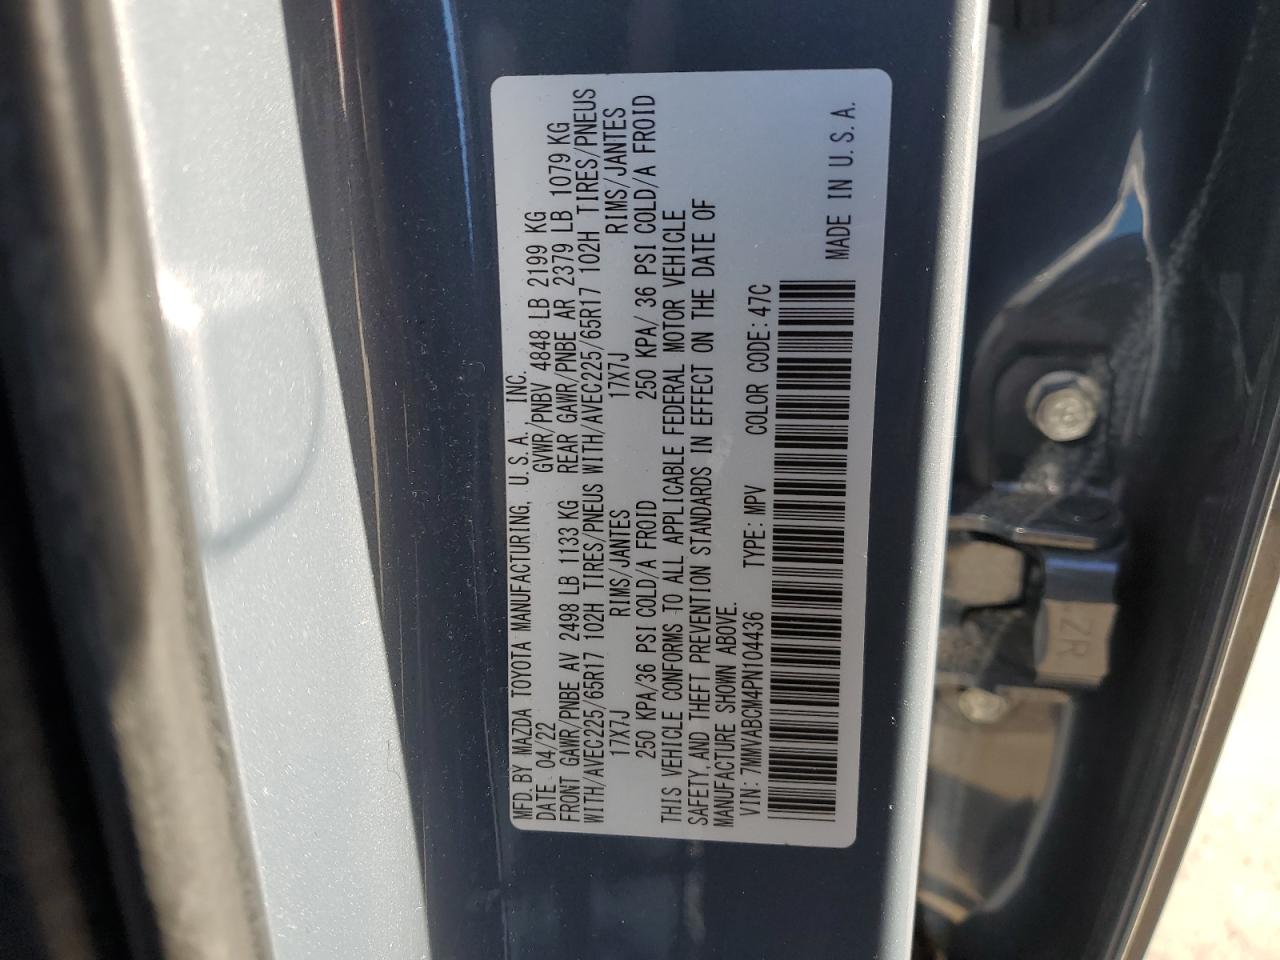 MFD. BY MAZDA TOYOTA MANUFACTURING, U.S.A., INC.
DATE 04/22 GVWR/PNBV 4848 LB 2199 KG
FRONT GAWR/PNBE AV 2498 LB 1133 KG REAR GAWR/PNBE AR 2379 LB 1079 KG
WITH/AVEC225/65R17 102H TIRES/PNEUS WITH/AVEC225/65R17 102H TIRES/PNEUS
17X7J RIMS/JANTES 17X7J RIMS/JANTES
250 KPA/36 PSI COLD/A FROID 250 KPA/ 36 PSI COLD/A FROID
THIS VEHICLE CONFORMS TO ALL APPLICABLE FEDERAL MOTOR VEHICLE
SAFETY, AND THEFT PREVENTION STANDARDS IN EFFECT ON THE DATE OF
MANUFACTURE SHOWN ABOVE.
VIN: 7MMVABCM4PN104436 TYPE: MPV COLOR CODE: 47C
MADE IN U.S.A.
ZR